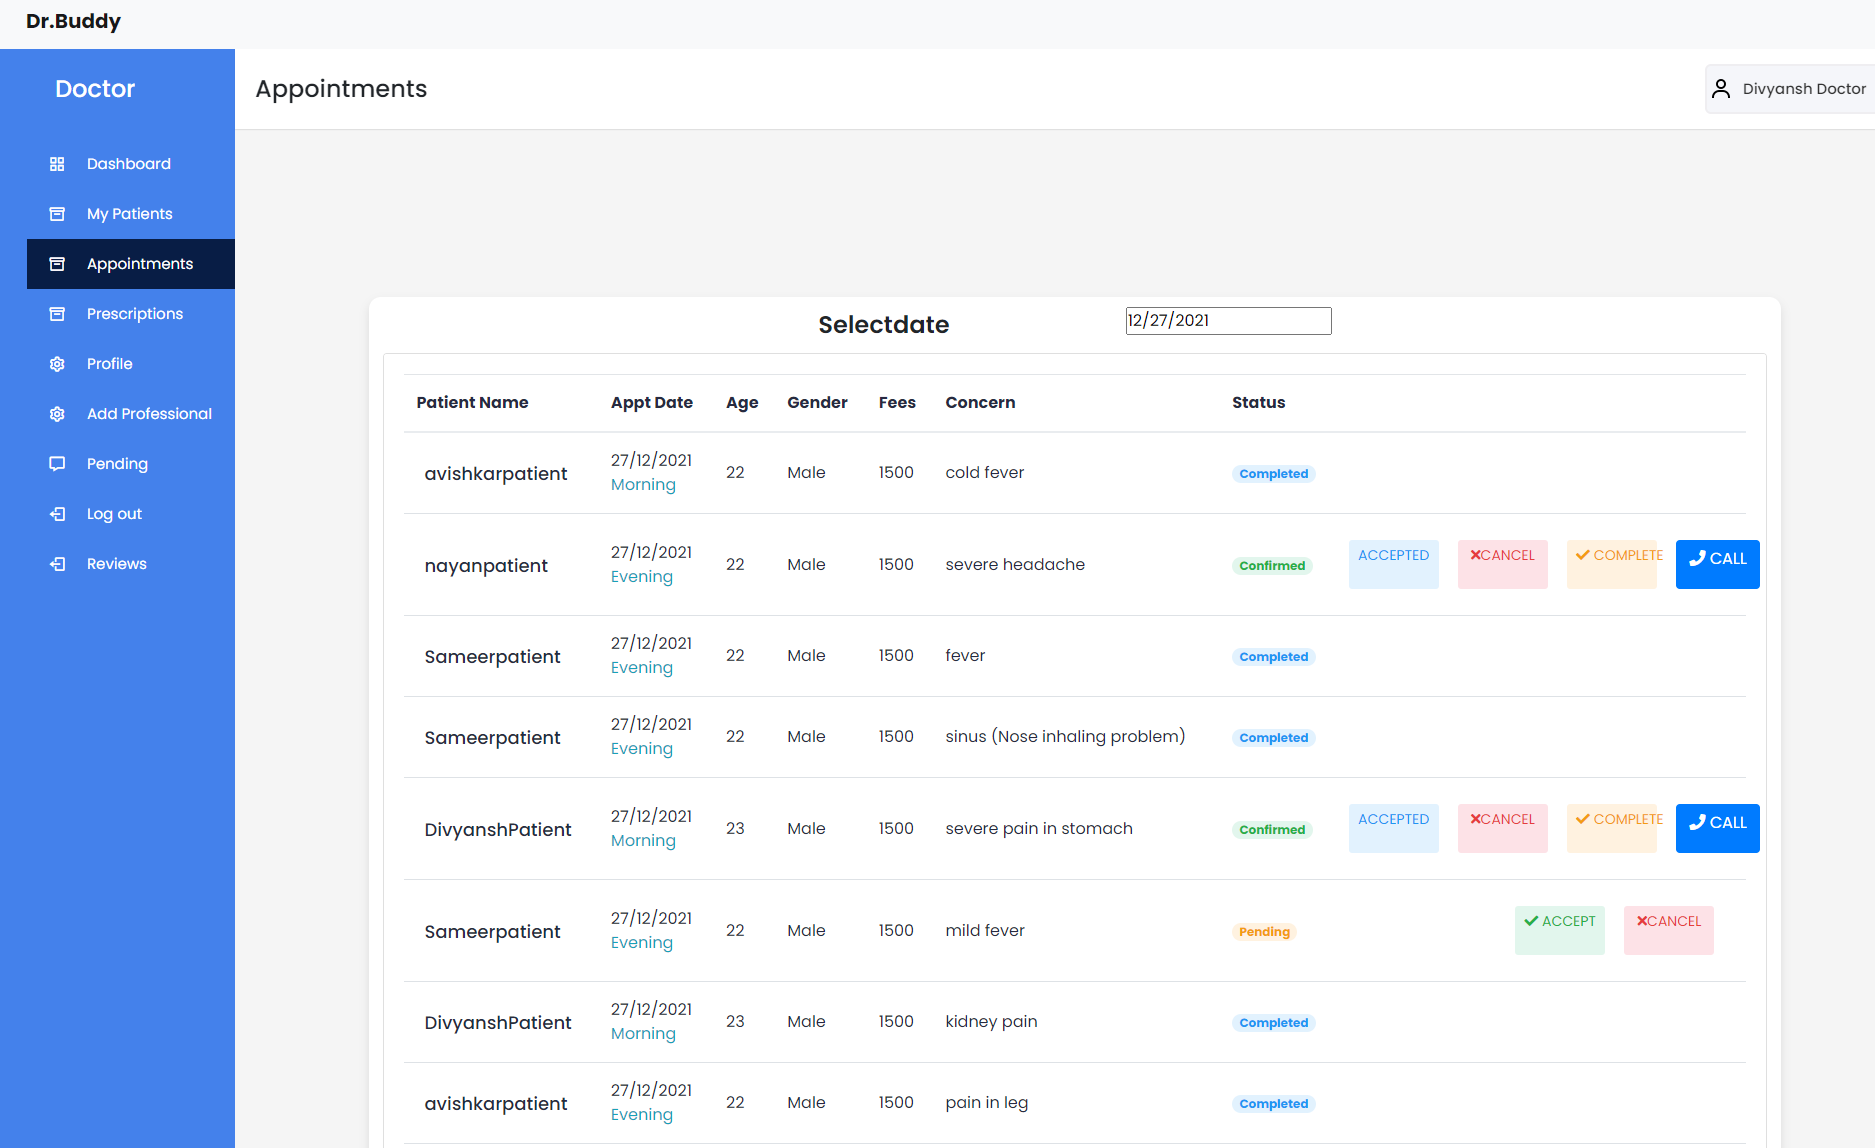 Dr.Buddy
Doctor
Appointments
Divyansh Doctor
Dashboard
My Patients
Appointments
Prescriptions
Profile
Add Professional
Pending
Log out
Reviews
Selectdate 12/27/2021
Patient Name Appt Date Age Gender Fees Concern Status
avishkarpatient 27/12/2021 Morning 22 Male 1500 cold fever Completed
nayanpatient 27/12/2021 Evening 22 Male 1500 severe headache Confirmed ACCEPTED CANCEL COMPLETE CALL
Sameerpatient 27/12/2021 Evening 22 Male 1500 fever Completed
Sameerpatient 27/12/2021 Evening 22 Male 1500 sinus (Nose inhaling problem) Completed
DivyanshPatient 27/12/2021 Morning 23 Male 1500 severe pain in stomach Confirmed ACCEPTED CANCEL COMPLETE CALL
Sameerpatient 27/12/2021 Evening 22 Male 1500 mild fever Pending ACCEPT CANCEL
DivyanshPatient 27/12/2021 Morning 23 Male 1500 kidney pain Completed
avishkarpatient 27/12/2021 Evening 22 Male 1500 pain in leg Completed